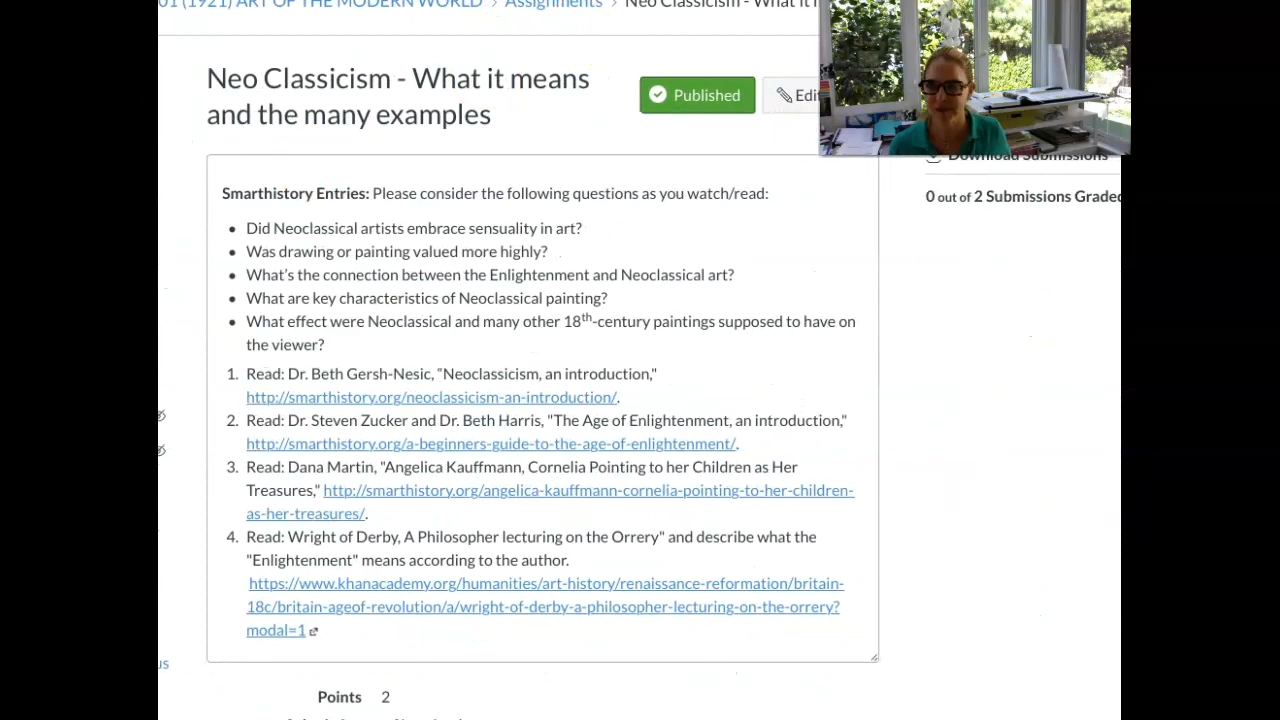 01 (1921) ART OF THE MODERN WORLD > Assignments > Neo Classicism - What it
Neo Classicism - What it means
and the many examples
Published
Edit
Download Submissions
0 out of 2 Submissions Graded
Smarthistory Entries: Please consider the following questions as you watch/read:
• Did Neoclassical artists embrace sensuality in art?
• Was drawing or painting valued more highly?
• What's the connection between the Enlightenment and Neoclassical art?
• What are key characteristics of Neoclassical painting?
• What effect were Neoclassical and many other 18th-century paintings supposed to have on
the viewer?
1. Read: Dr. Beth Gersh-Nesic, "Neoclassicism, an introduction,"
http://smarthistory.org/neoclassicism-an-introduction/.
2. Read: Dr. Steven Zucker and Dr. Beth Harris, "The Age of Enlightenment, an introduction,"
http://smarthistory.org/a-beginners-guide-to-the-age-of-enlightenment/.
3. Read: Dana Martin, "Angelica Kauffmann, Cornelia Pointing to her Children as Her
Treasures," http://smarthistory.org/angelica-kauffmann-cornelia-pointing-to-her-children-
as-her-treasures/.
4. Read: Wright of Derby, A Philosopher lecturing on the Orrery" and describe what the
"Enlightenment" means according to the author.
https://www.khanacademy.org/humanities/art-history/renaissance-reformation/britain-
18c/britain-ageof-revolution/a/wright-of-derby-a-philosopher-lecturing-on-the-orrery?
modal=1
us
Points 2